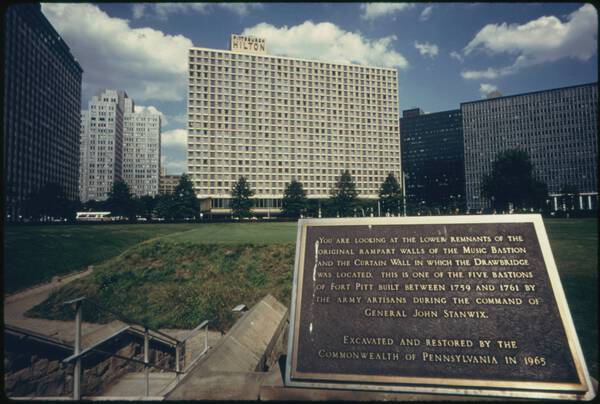 PITTSBURGH
HILTON
YOU ARE LOOKING AT THE LOWER REMNANTS OF THE
ORIGINAL RAMPART WALLS OF THE MUSIC BASTION
AND THE CURTAIN WALL IN WHICH THE DRAWBRIDGE
WAS LOCATED. THIS IS ONE OF THE FIVE BASTIONS
OF FORT PITT BUILT BETWEEN 1759 AND 1761 BY
THE ARMY ARTISANS DURING THE COMMAND OF
GENERAL JOHN STANWIX.
EXCAVATED AND RESTORED BY THE
COMMONWEALTH OF PENNSYLVANIA IN 1965